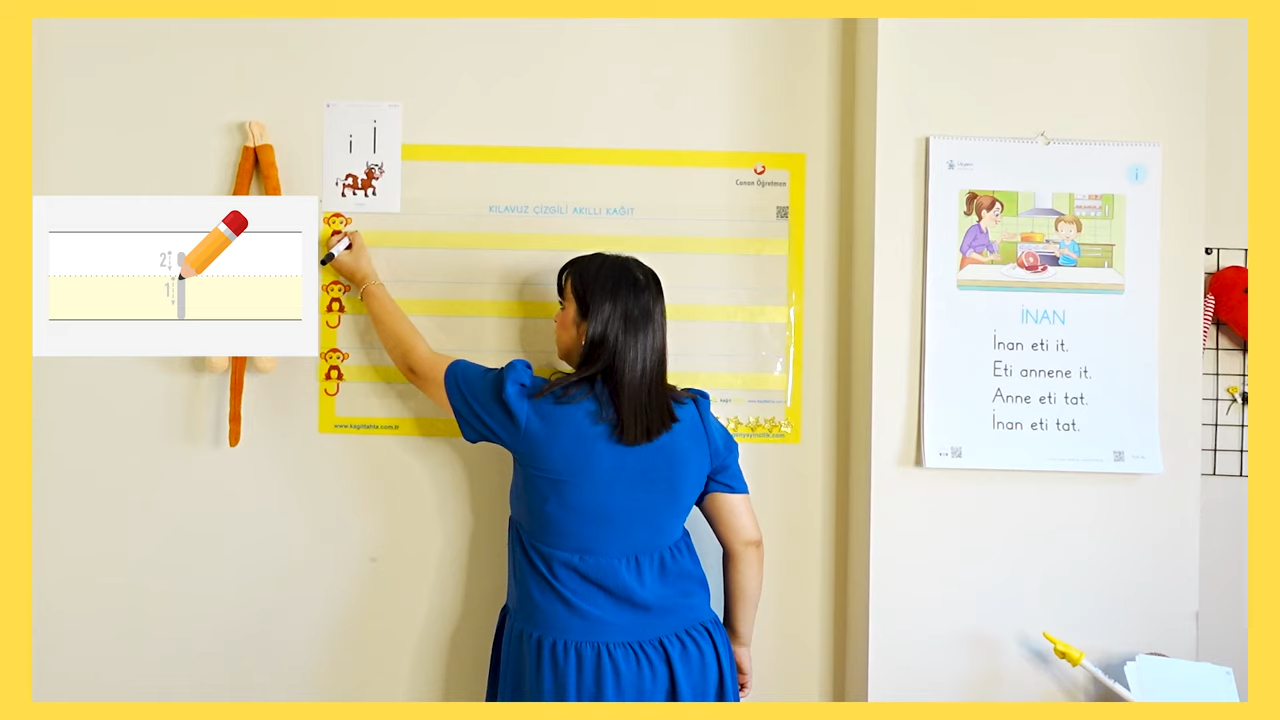 i İ
Canan Öğretmen
KILAVUZ ÇİZGİLİ AKILLI KAĞIT
2
1
www.kagittahta.com.tr
i
İNAN
İnan eti it.
Eti annene it.
Anne eti tat.
İnan eti tat.